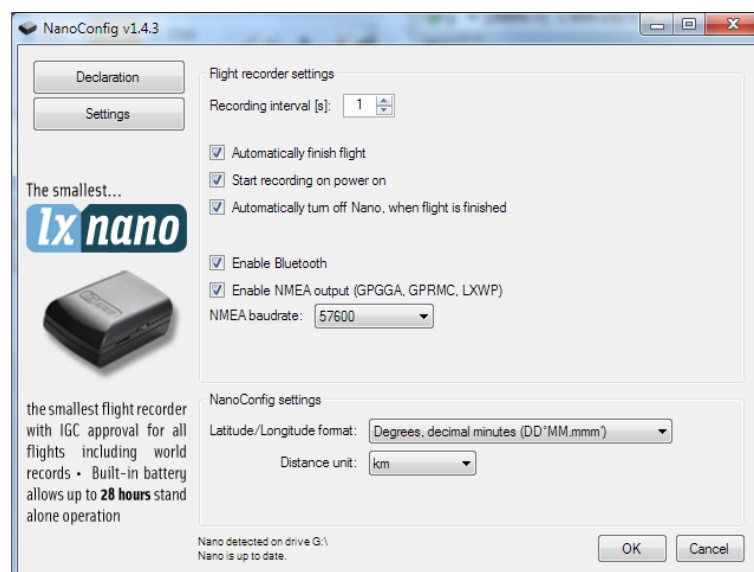 NanoConfig v1.4.3
Declaration
Settings
The smallest...
lx nano
the smallest flight recorder
with IGC approval for all
flights including world
records • Built-in battery
allows up to 28 hours stand
alone operation
Flight recorder settings
Recording interval [s]: 1
Automatically finish flight
Start recording on power on
Automatically turn off Nano, when flight is finished
Enable Bluetooth
Enable NMEA output (GPGGA, GPRMC, LXWP)
NMEA baudrate: 57600
NanoConfig settings
Latitude/Longitude format: Degrees, decimal minutes (DD°MM.mmm')
Distance unit: km
Nano detected on drive G:\
Nano is up to date.
OK Cancel